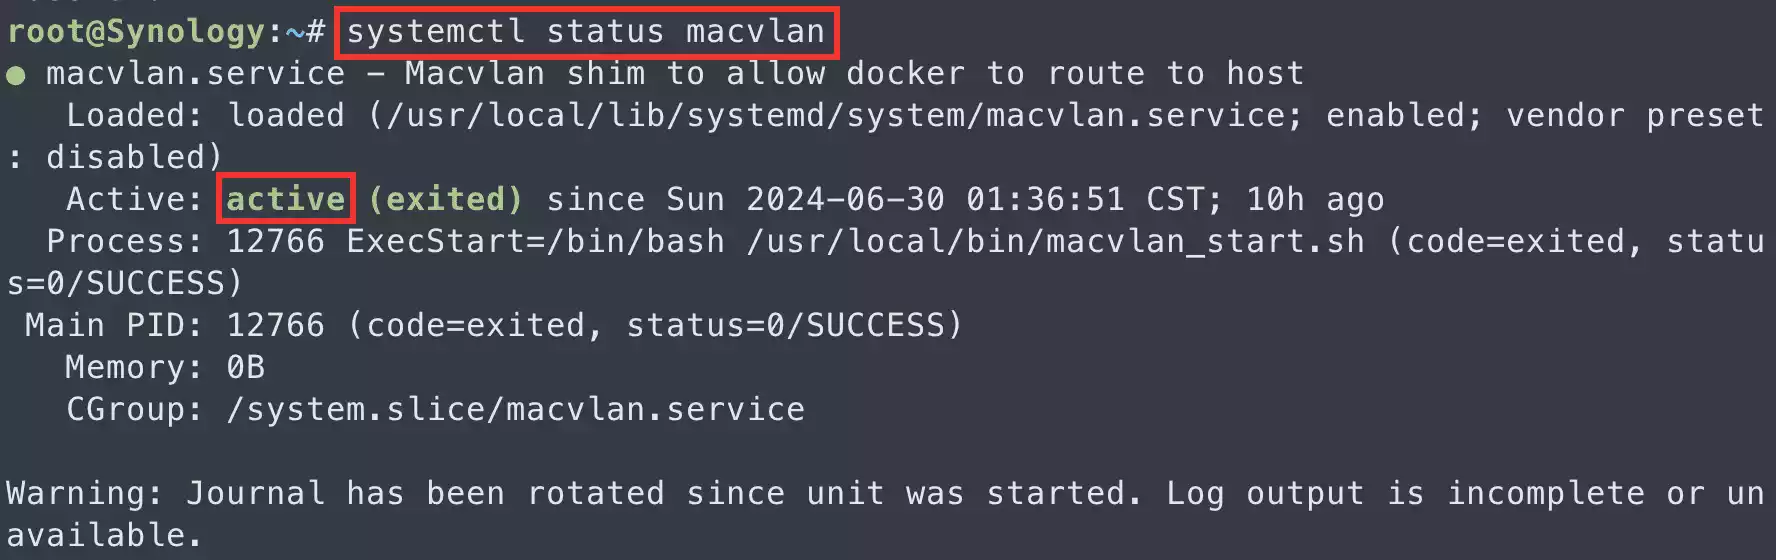 root@Synology:~# systemctl status macvlan
● macvlan.service - Macvlan shim to allow docker to route to host
   Loaded: loaded (/usr/local/lib/systemd/system/macvlan.service; enabled; vendor preset
: disabled)
   Active: active (exited) since Sun 2024-06-30 01:36:51 CST; 10h ago
  Process: 12766 ExecStart=/bin/bash /usr/local/bin/macvlan_start.sh (code=exited, statu
s=0/SUCCESS)
 Main PID: 12766 (code=exited, status=0/SUCCESS)
   Memory: 0B
   CGroup: /system.slice/macvlan.service

Warning: Journal has been rotated since unit was started. Log output is incomplete or un
available.